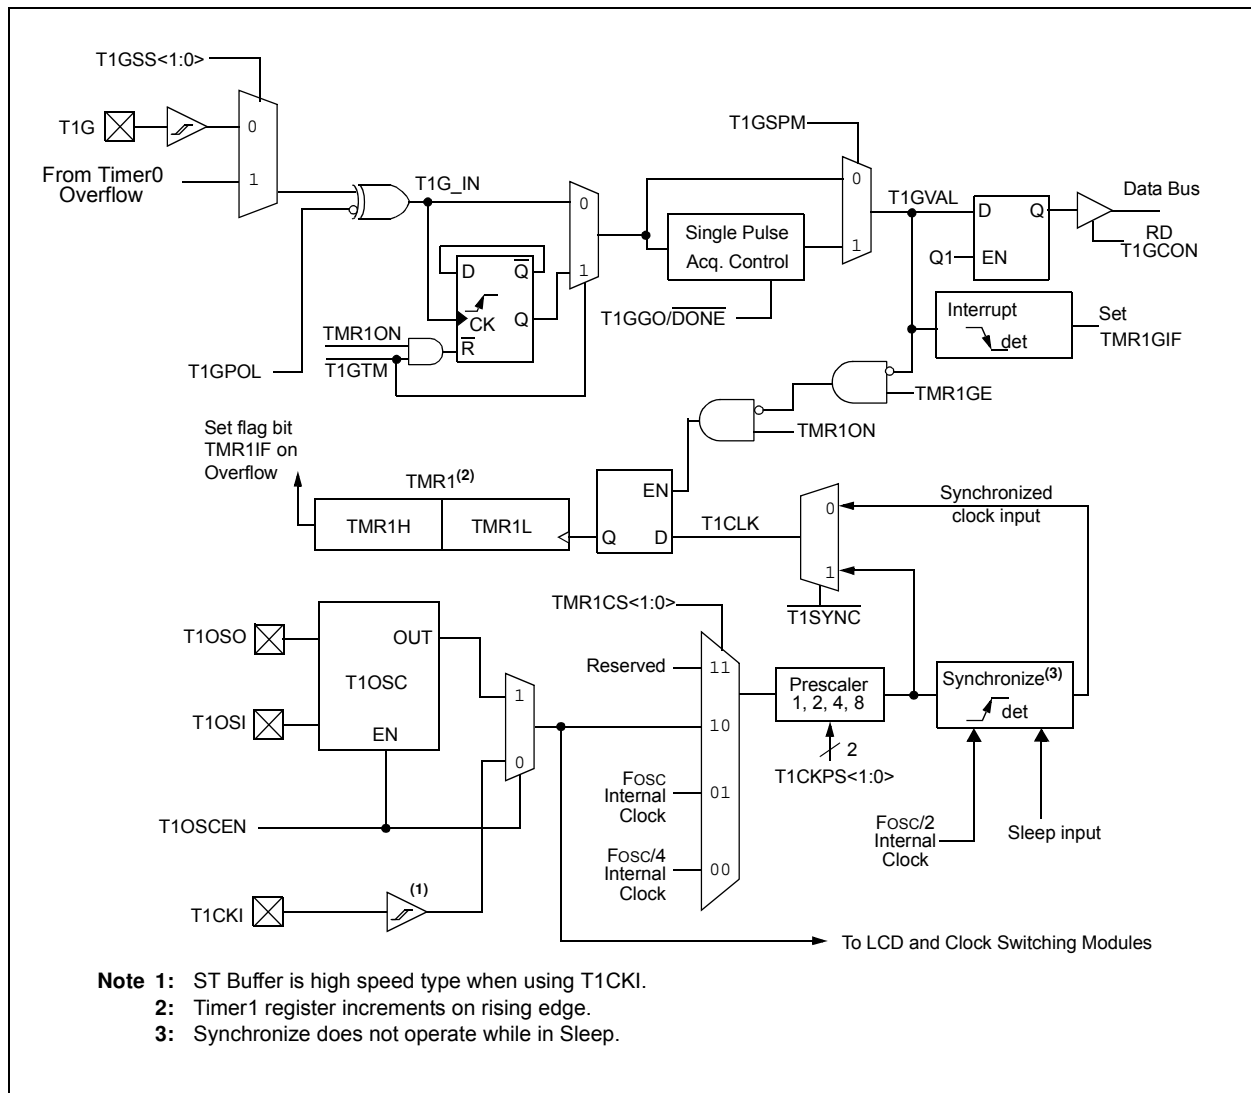 T1GSS<1:0>
T1G
0
From Timer0
Overflow
1
T1G_IN
T1GPOL
D
Q
CK
Q
R
TMR1ON
T1GTM
0
1
T1GSPM
Single Pulse
Acq. Control
T1GGO/DONE
0
1
T1GVAL
D
Q
Q1
EN
Data Bus
RD
T1GCON
Interrupt
det
Set
TMR1GIF
TMR1GE
TMR1ON
Set flag bit
TMR1IF on
Overflow
TMR1(2)
TMR1H
TMR1L
EN
Q
D
T1CLK
0
1
T1SYNC
Synchronized
clock input
T1OSO
T1OSI
OUT
T1OSC
EN
T1OSCEN
T1CKI
(1)
1
0
TMR1CS<1:0>
Reserved
11
10
FOSC
Internal
Clock
01
FOSC/4
Internal
Clock
00
Prescaler
1, 2, 4, 8
2
T1CKPS<1:0>
Synchronize(3)
det
FOSC/2
Internal
Clock
Sleep input
To LCD and Clock Switching Modules
Note 1: ST Buffer is high speed type when using T1CKI.
2: Timer1 register increments on rising edge.
3: Synchronize does not operate while in Sleep.